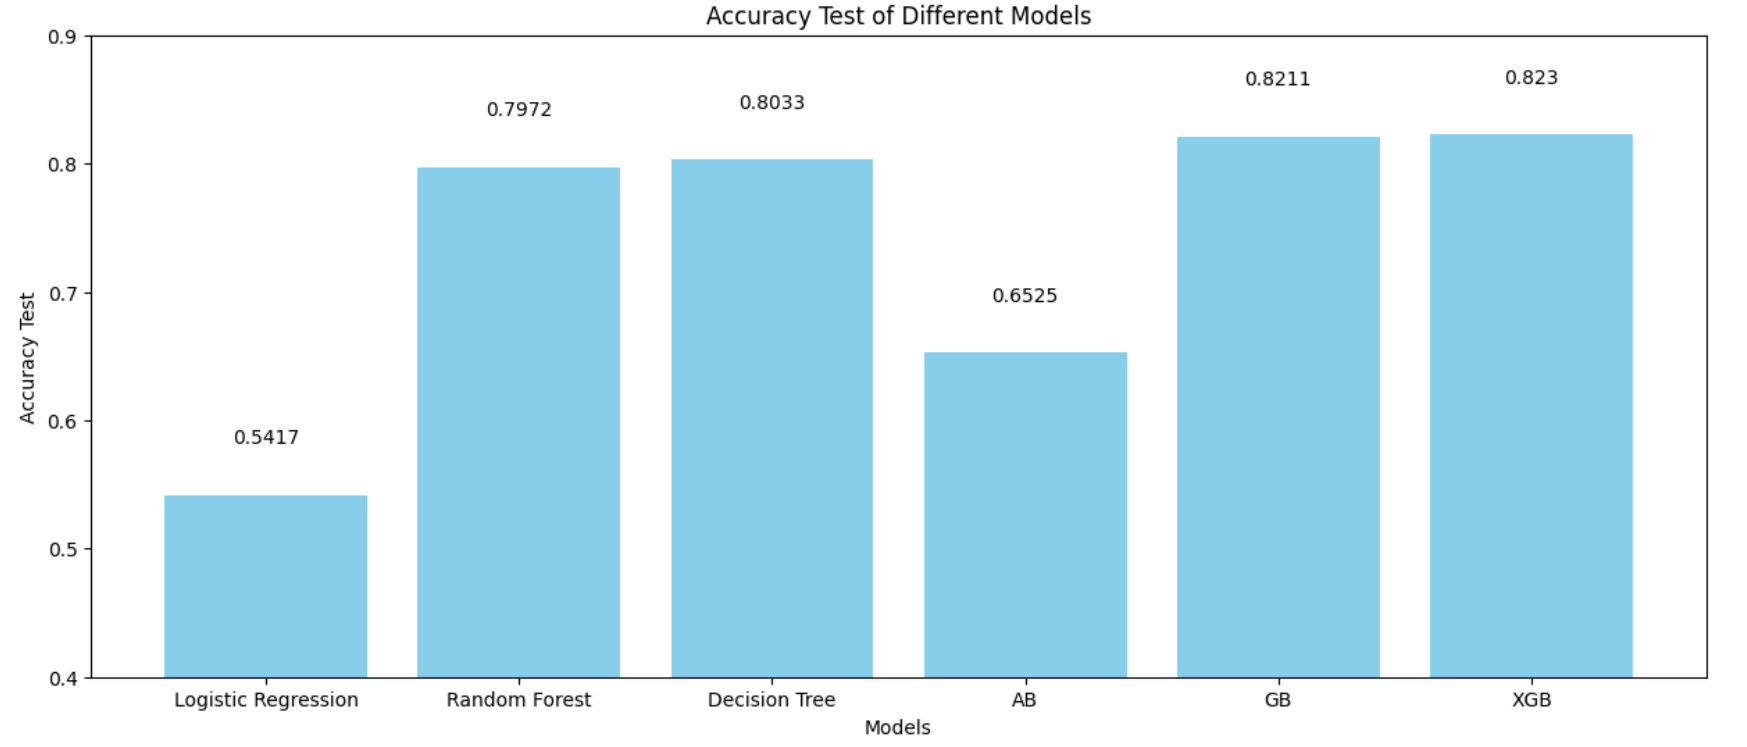 Accuracy Test of Different Models
0.9
0.8
0.7
0.6
0.5
0.4
Accuracy Test
0.5417
0.7972
0.8033
0.6525
0.8211
0.823
Logistic Regression
Random Forest
Decision Tree
AB
GB
XGB
Models